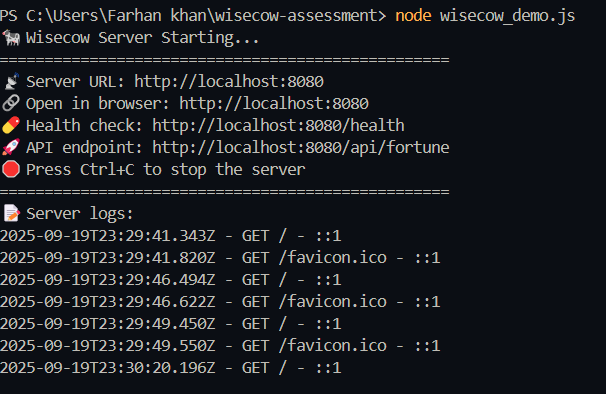 PS C:\Users\Farhan khan\wisecow-assessment> node wisecow_demo.js
🐄 Wisecow Server Starting...
==================================================
📡 Server URL: http://localhost:8080
🔗 Open in browser: http://localhost:8080
💊 Health check: http://localhost:8080/health
🚀 API endpoint: http://localhost:8080/api/fortune
🛑 Press Ctrl+C to stop the server
==================================================
📝 Server logs:
2025-09-19T23:29:41.343Z - GET / - ::1
2025-09-19T23:29:41.820Z - GET /favicon.ico - ::1
2025-09-19T23:29:46.494Z - GET / - ::1
2025-09-19T23:29:46.622Z - GET /favicon.ico - ::1
2025-09-19T23:29:49.450Z - GET / - ::1
2025-09-19T23:29:49.550Z - GET /favicon.ico - ::1
2025-09-19T23:30:20.196Z - GET / - ::1